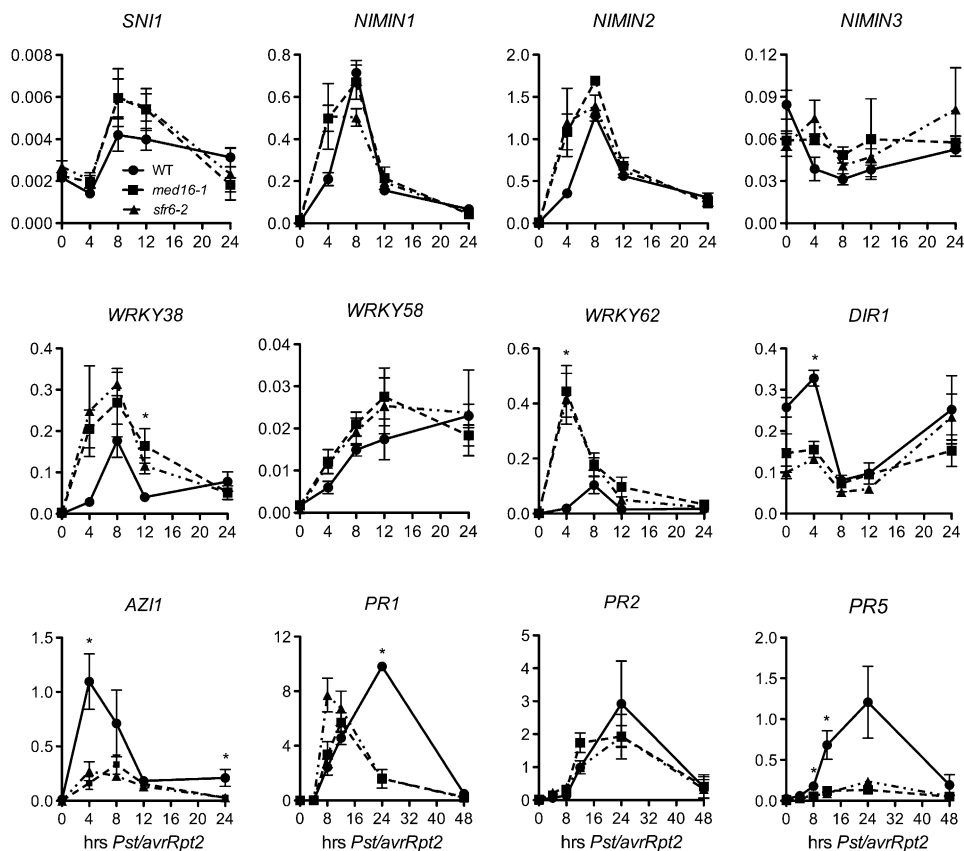 SNI1 NIMIN1 NIMIN2 NIMIN3
0.008 0.8 2.0 0.12
0.006 0.6 1.5 0.09
0.004 0.4 1.0 0.06
0.002 0.2 0.5 0.03
0.000 0.0 0.0 0.00
WT
med16-1
sfr6-2
0 4 8 12 16 20 24 0 4 8 12 16 20 24 0 4 8 12 16 20 24 0 4 8 12 16 20 24
WRKY38 WRKY58 WRKY62 DIR1
0.4 0.04 0.6 0.4
0.3 0.03 0.4 0.3
0.2 0.02 0.2 0.2
0.1 0.01 0.1
0.0 0.00 0.0 0.0
* * *
0 4 8 12 16 20 24 0 4 8 12 16 20 24 0 4 8 12 16 20 24 0 4 8 12 16 20 24
AZI1 PR1 PR2 PR5
1.5 12 5 2.0
1.0 8 4 1.5
0.5 4 3 1.0
0.0 0 2 0.5
1 0.0
0
* * * * *
0 4 8 12 16 20 24 0 8 16 24 32 40 48 0 8 16 24 32 40 48 0 8 16 24 32 40 48
hrs Pst/avrRpt2 hrs Pst/avrRpt2 hrs Pst/avrRpt2 hrs Pst/avrRpt2